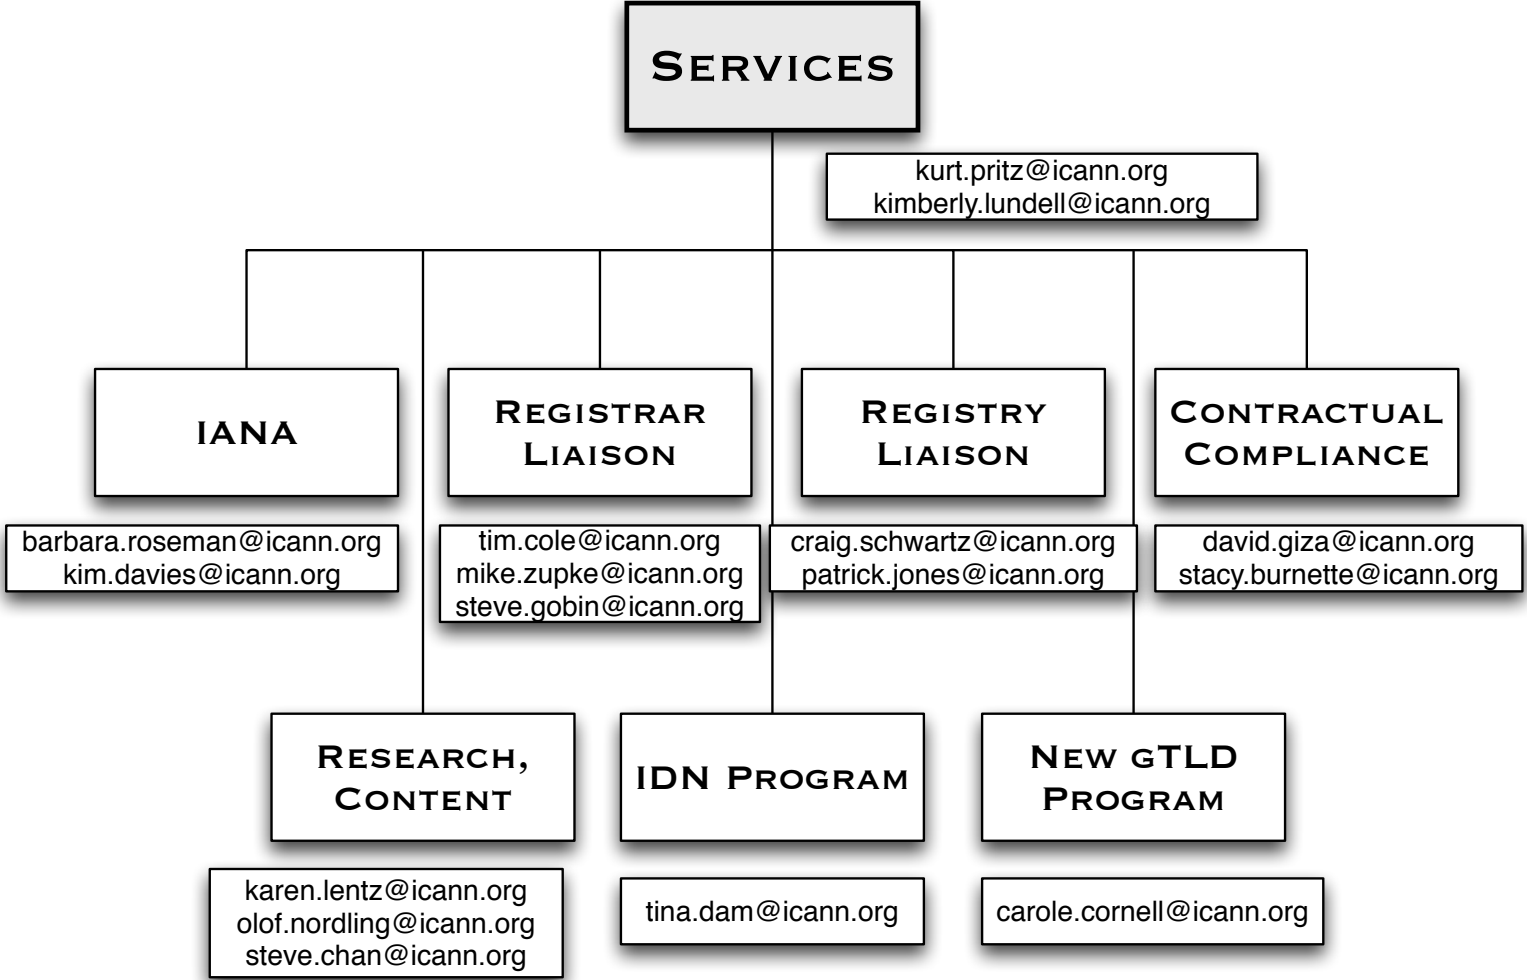 SERVICES
kurt.pritz@icann.org
kimberly.lundell@icann.org
IANA
barbara.roseman@icann.org
kim.davies@icann.org
REGISTRAR
LIAISON
tim.cole@icann.org
mike.zupke@icann.org
steve.gobin@icann.org
REGISTRY
LIAISON
craig.schwartz@icann.org
patrick.jones@icann.org
CONTRACTUAL
COMPLIANCE
david.giza@icann.org
stacy.burnette@icann.org
RESEARCH,
CONTENT
karen.lentz@icann.org
olof.nordling@icann.org
steve.chan@icann.org
IDN PROGRAM
tina.dam@icann.org
NEW GTLD
PROGRAM
carole.cornell@icann.org